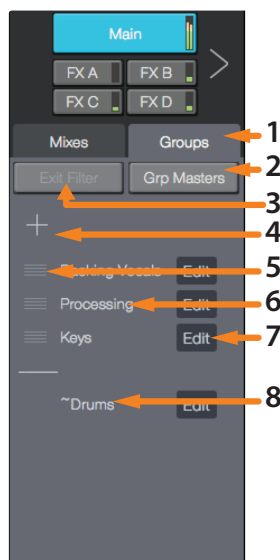 Main
FX A FX B
FX C FX D
Mixes Groups 1
Exit Filter Grp Masters 2
3
4
Backing Vocals Edit 5
Processing Edit 6
Keys Edit 7
~Drums Edit 8